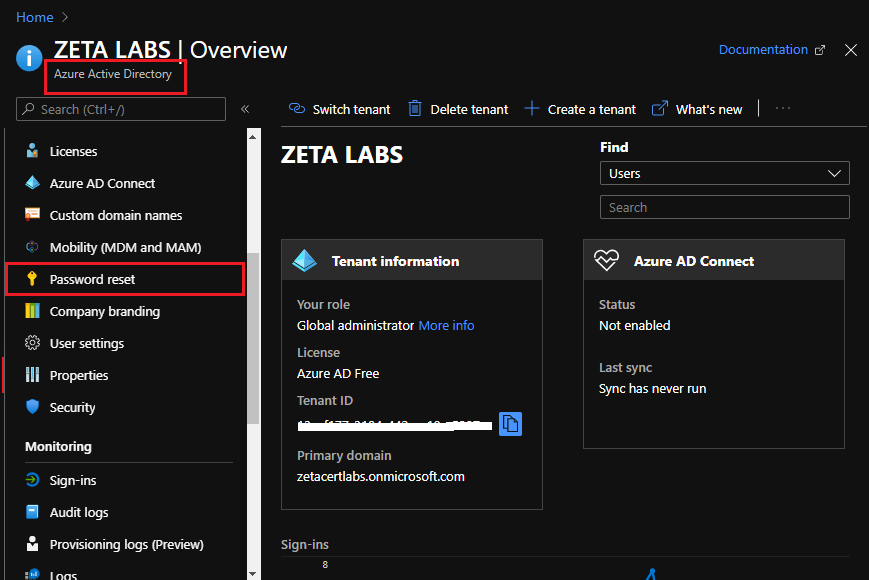 Home
ZETA LABS | Overview
Azure Active Directory
Documentation
Search (Ctrl+/)
«
Licenses
Azure AD Connect
Custom domain names
Mobility (MDM and MAM)
Password reset
Company branding
User settings
Properties
Security
Monitoring
Sign-ins
Audit logs
Provisioning logs (Preview)
Logs
Switch tenant
Delete tenant
Create a tenant
What's new
ZETA LABS
Find
Users
Search
Tenant information
Your role
Global administrator More info
License
Azure AD Free
Tenant ID
Primary domain
zetacertlabs.onmicrosoft.com
Azure AD Connect
Status
Not enabled
Last sync
Sync has never run
Sign-ins
8